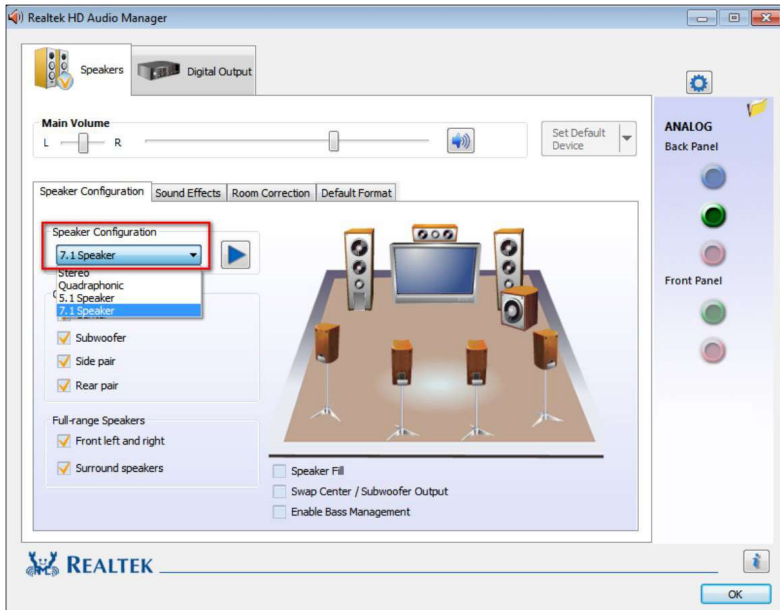 Realtek HD Audio Manager
Speakers
Digital Output
Main Volume
L
R
Set Default
Device
ANALOG
Back Panel
Speaker Configuration
Sound Effects
Room Correction
Default Format
Speaker Configuration
7.1 Speaker
Stereo
Quadraphonic
5.1 Speaker
7.1 Speaker
Subwoofer
Side pair
Rear pair
Full-range Speakers
Front left and right
Surround speakers
Speaker Fill
Swap Center / Subwoofer Output
Enable Bass Management
Front Panel
REALTEK
OK